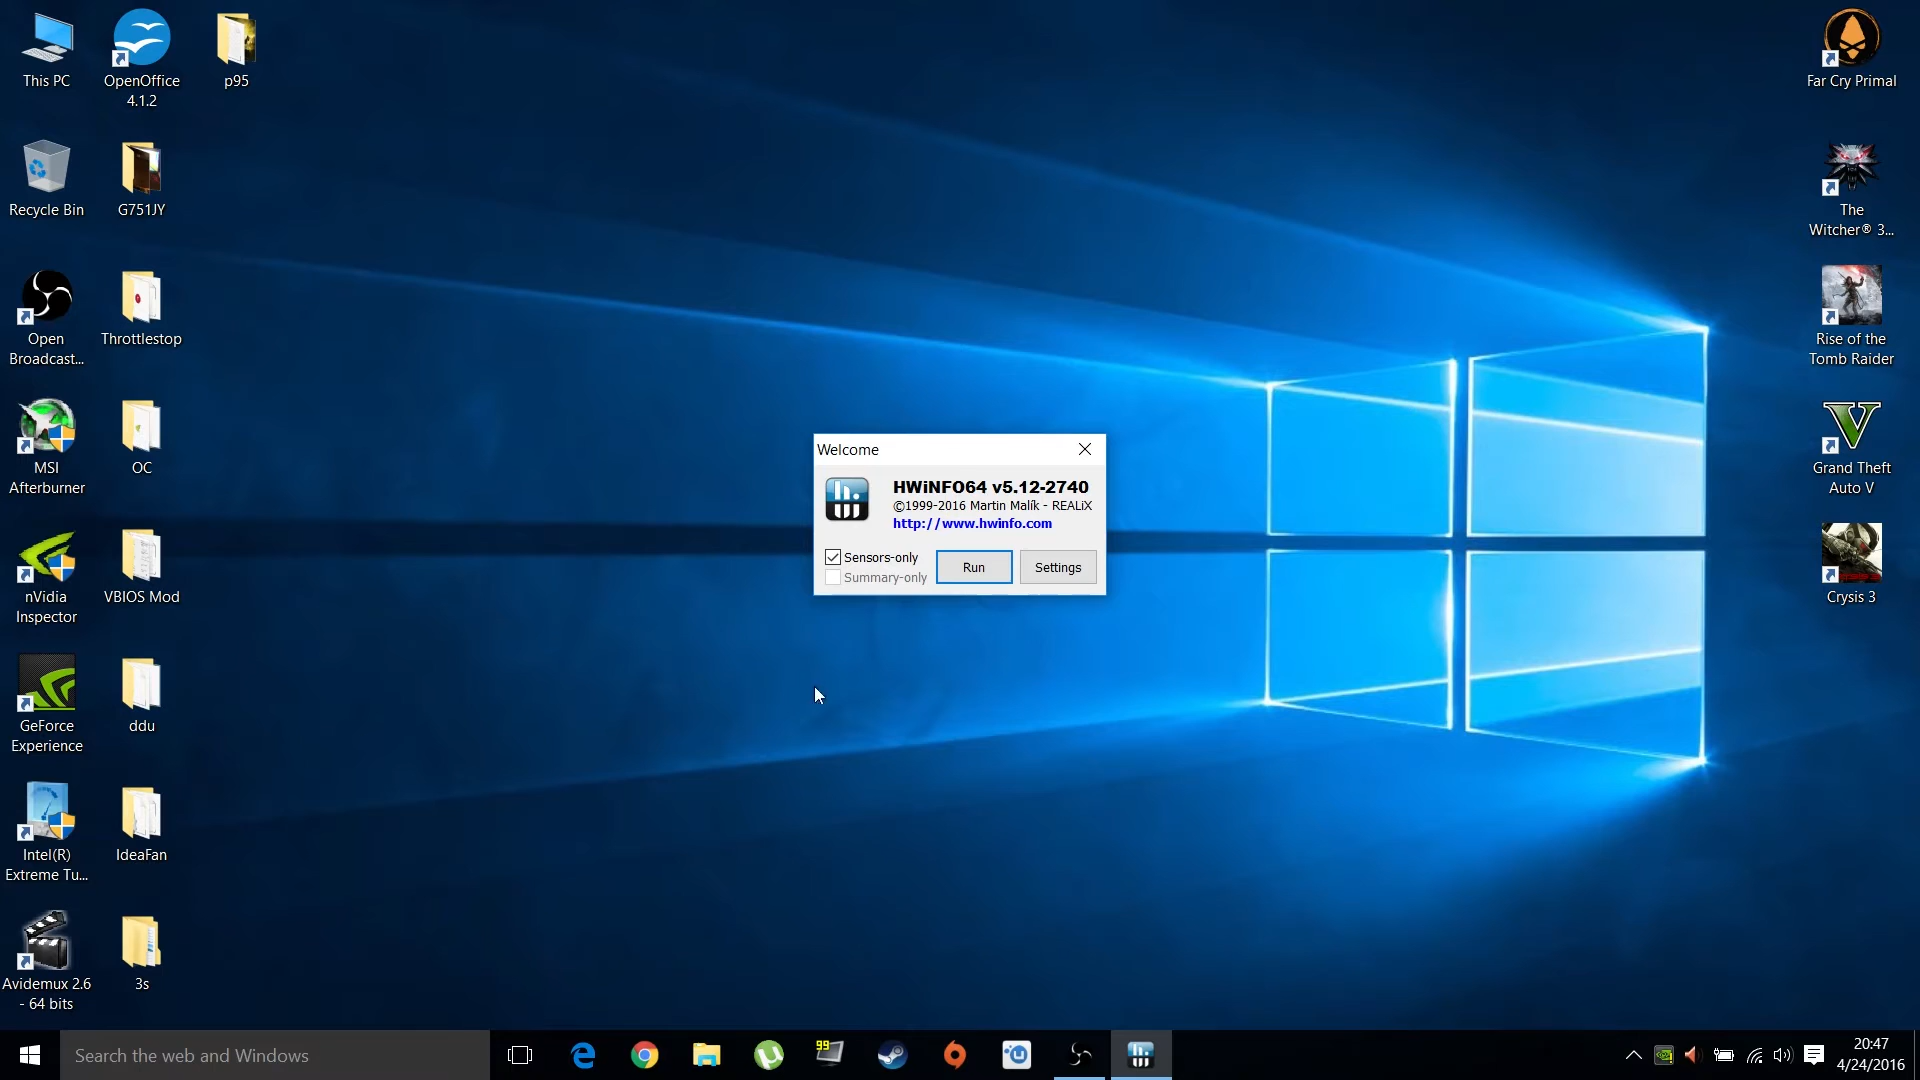 This PC
OpenOffice
4.1.2
p95
Recycle Bin
G751JY
Open
Broadcast...
Throttlestop
MSI
Afterburner
OC
nVidia
Inspector
VBIOS Mod
GeForce
Experience
ddu
Intel(R)
Extreme Tu...
IdeaFan
Avidemux 2.6
- 64 bits
3s
Welcome
HWiNFO64 v5.12-2740
©1999-2016 Martin Malík - REALiX
http://www.hwinfo.com
Sensors-only
Summary-only
Run
Settings
Far Cry Primal
The
Witcher® 3...
Rise of the
Tomb Raider
Grand Theft
Auto V
Crysis 3
Search the web and Windows
99
20:47
4/24/2016